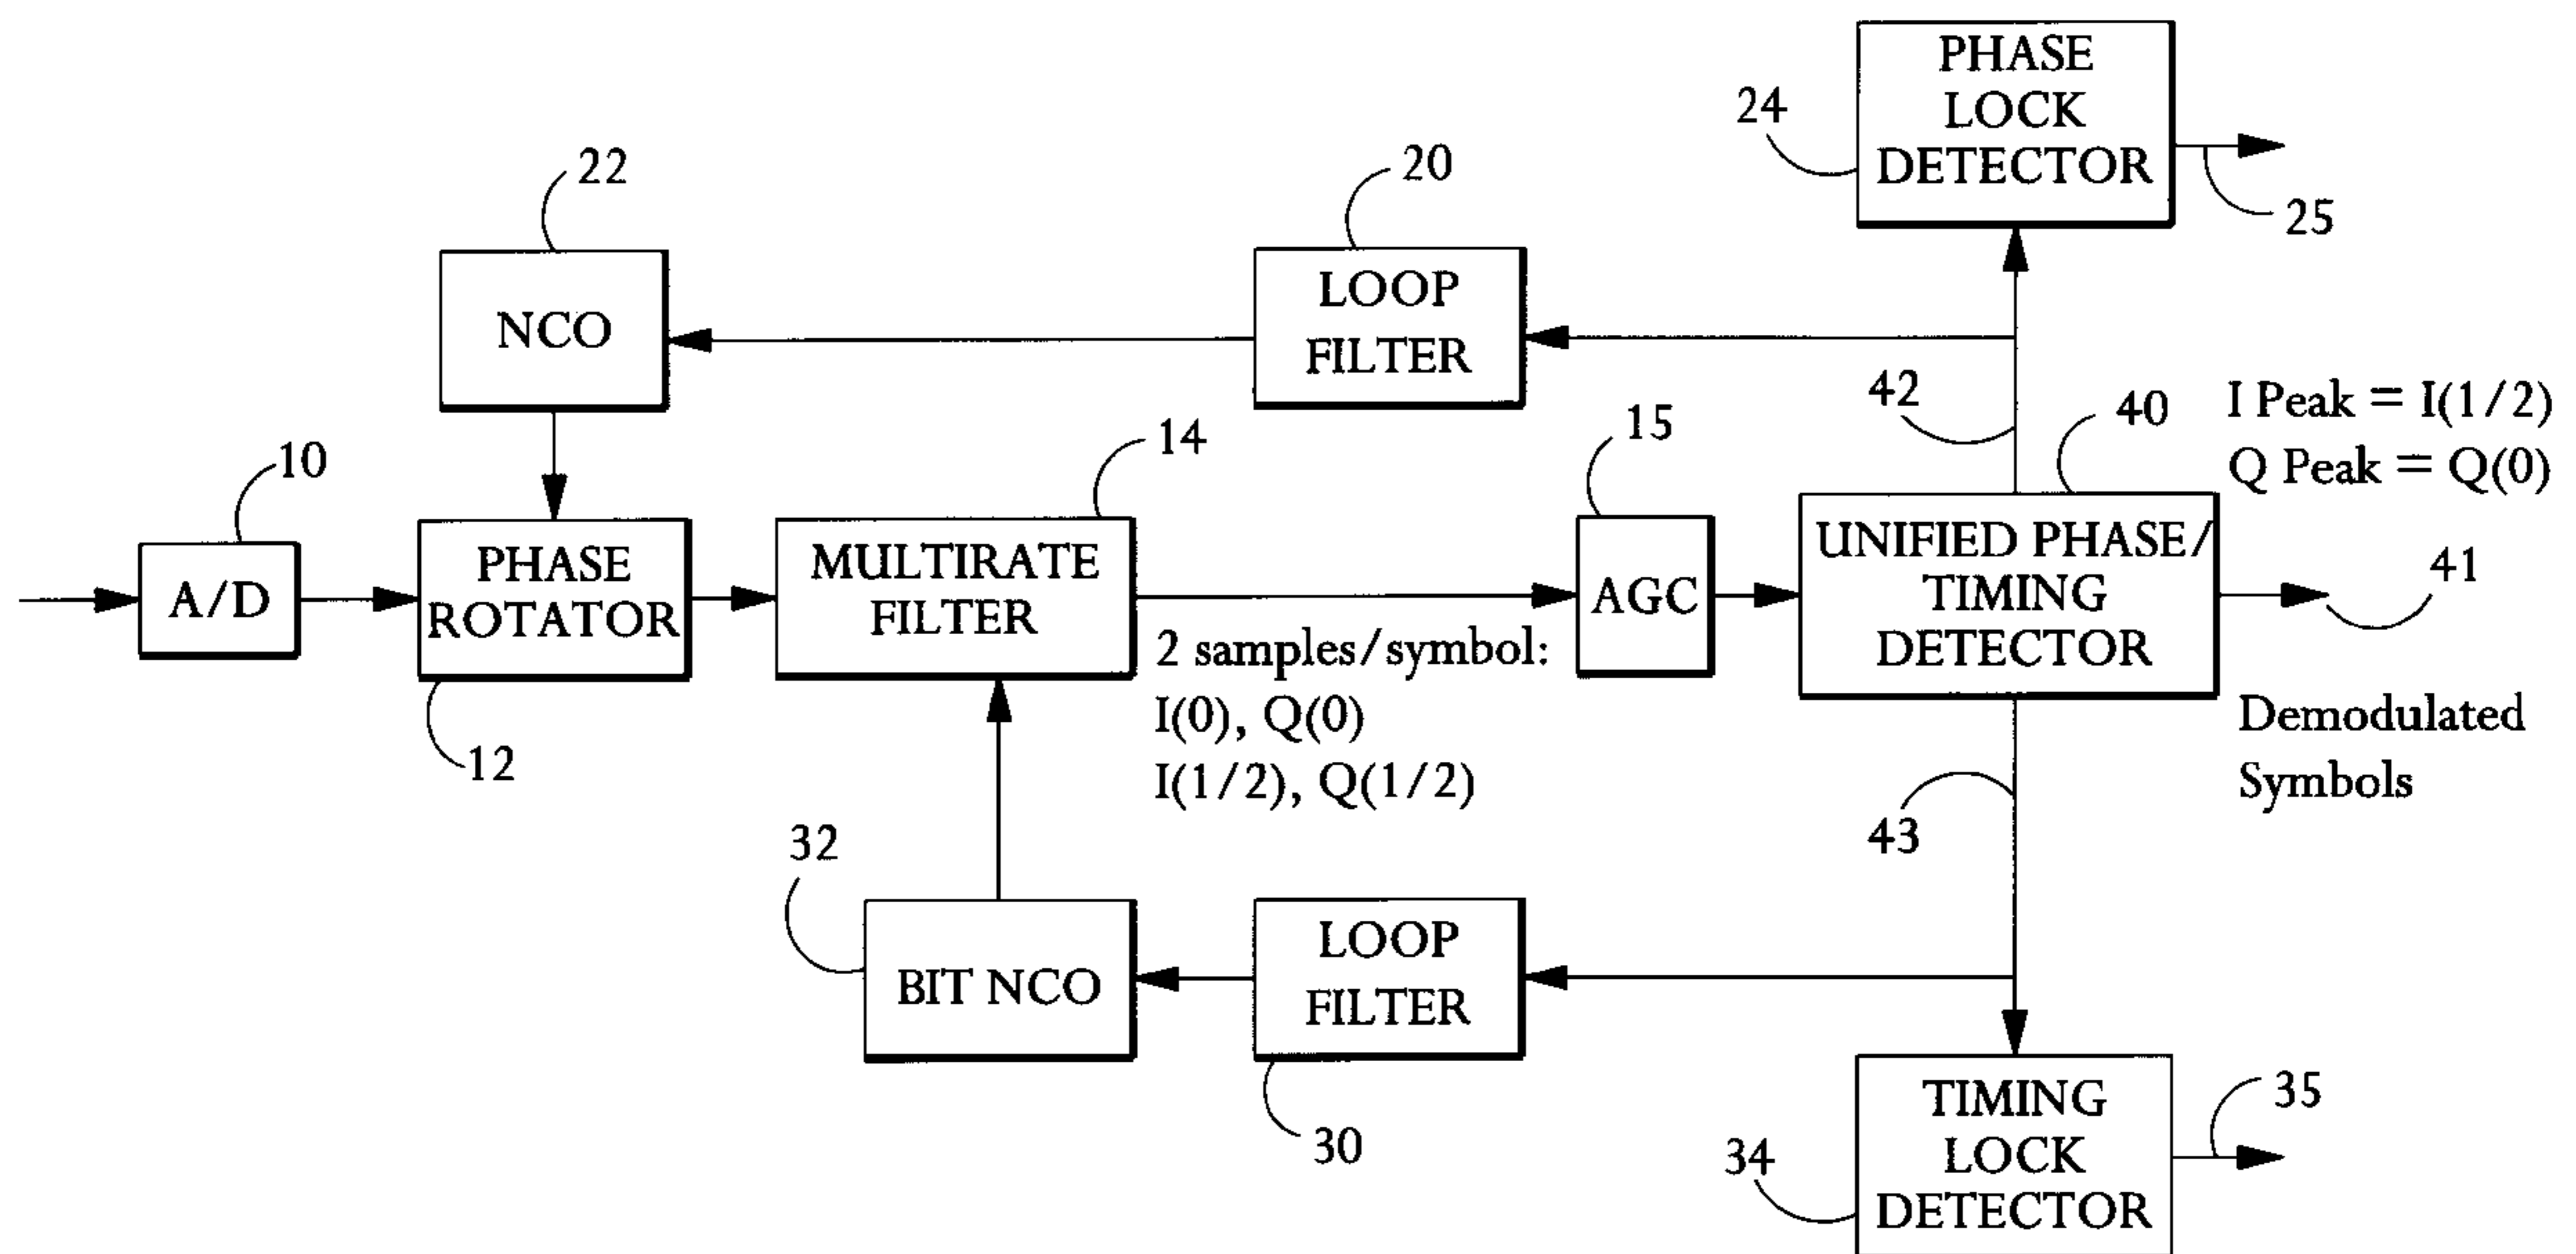 PHASE
LOCK
DETECTOR
24
25
22
20
NCO
LOOP
FILTER
42
40
I Peak = I(1/2)
Q Peak = Q(0)
10
14
15
A/D
PHASE
ROTATOR
MULTIRATE
FILTER
AGC
UNIFIED PHASE/
TIMING
DETECTOR
41
12
2 samples/symbol:
I(0), Q(0)
I(1/2), Q(1/2)
Demodulated
Symbols
43
32
BIT NCO
LOOP
FILTER
30
TIMING
LOCK
DETECTOR
34
35